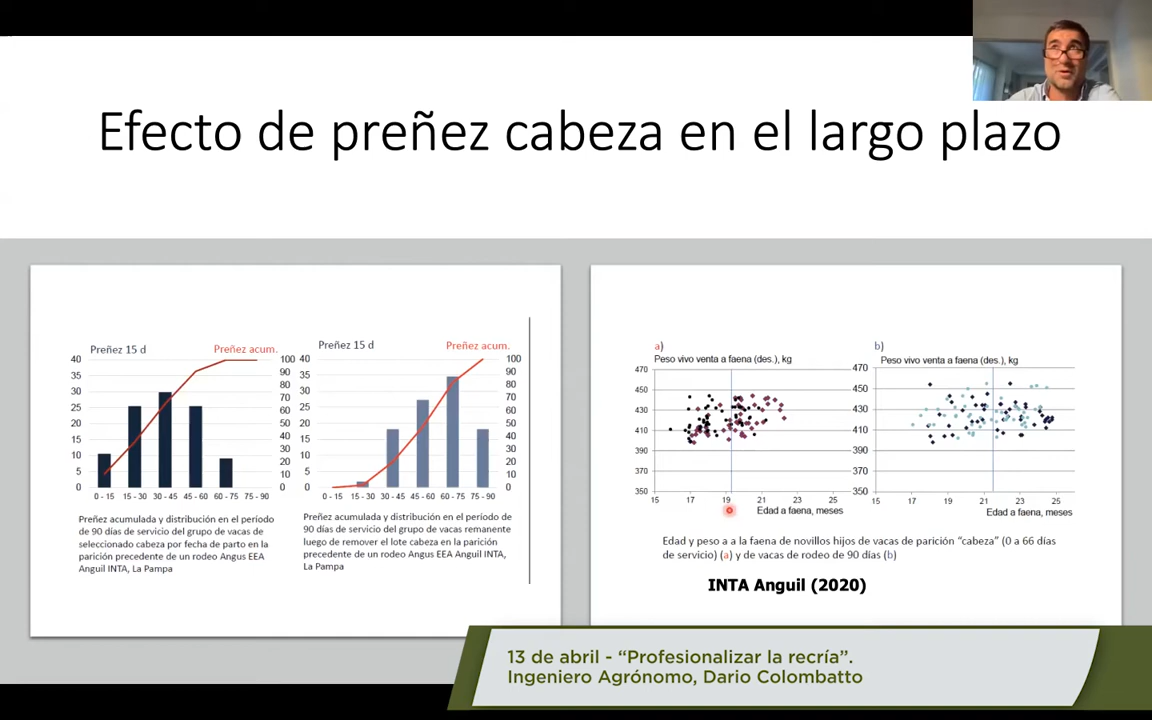 Efecto de preñez cabeza en el largo plazo
Preñez 15 d
Preñez acum.
40
35
30
25
20
15
10
5
0
100
90
80
70
60
50
40
30
20
10
0
0 - 15 15 - 30 30 - 45 45 - 60 60 - 75 75 - 90
Preñez acumulada y distribución en el período
de 90 días de servicio del grupo de vacas de
seleccionado cabeza por fecha de parto en la
parición precedente de un rodeo Angus EEA
Anguil INTA, La Pampa
Preñez 15 d
Preñez acum.
40
35
30
25
20
15
10
5
0
100
90
80
70
60
50
40
30
20
10
0
0 - 15 15 - 30 30 - 45 45 - 60 60 - 75 75 - 90
Preñez acumulada y distribución en el período de
90 días de servicio del grupo de vacas remanente
luego de remover el lote cabeza en la parición
precedente de un rodeo Angus EEA Anguil INTA,
La Pampa
a)
Peso vivo venta a faena (des.), kg
470
450
430
410
390
370
350
15 17 19 21 23 25
Edad a faena, meses
b)
Peso vivo venta a faena (des.), kg
470
450
430
410
390
370
350
15 17 19 21 23 25
Edad a faena, meses
Edad y peso a a la faena de novillos hijos de vacas de parición “cabeza” (0 a 66 días
de servicio) (a) y de vacas de rodeo de 90 días (b)
INTA Anguil (2020)
13 de abril - “Profesionalizar la recría”.
Ingeniero Agrónomo, Dario Colombatto